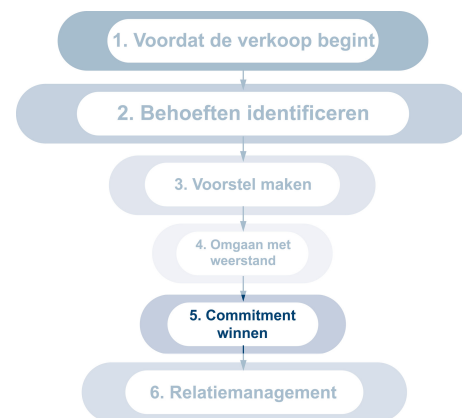 1. Voordat de verkoop begint
2. Behoeften identificeren
3. Voorstel maken
4. Omgaan met
weerstand
5. Commitment
winnen
6. Relatiemanagement